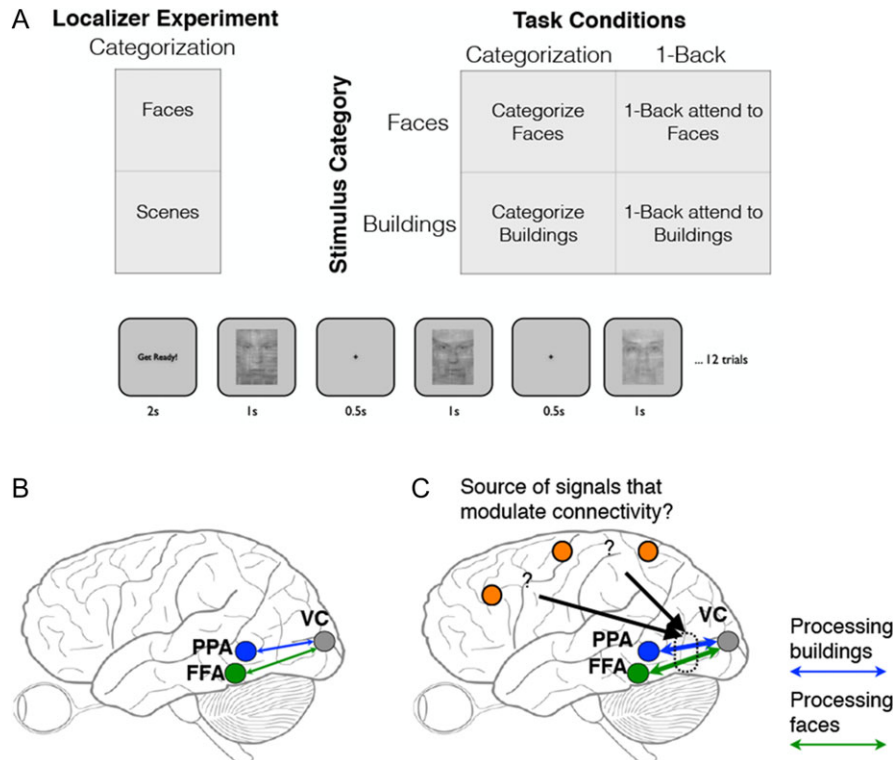 A
Localizer Experiment
Categorization
Faces
Scenes
Task Conditions
Categorization 1-Back
Stimulus Category
Faces
Buildings
Categorize
Faces
1-Back attend to
Faces
Categorize
Buildings
1-Back attend to
Buildings
Get Ready!
+
+
... 12 trials
2s 1s 0.5s 1s 0.5s 1s
B
VC
PPA
FFA
C
Source of signals that
modulate connectivity?
?
?
VC
PPA
FFA
Processing
buildings
Processing
faces